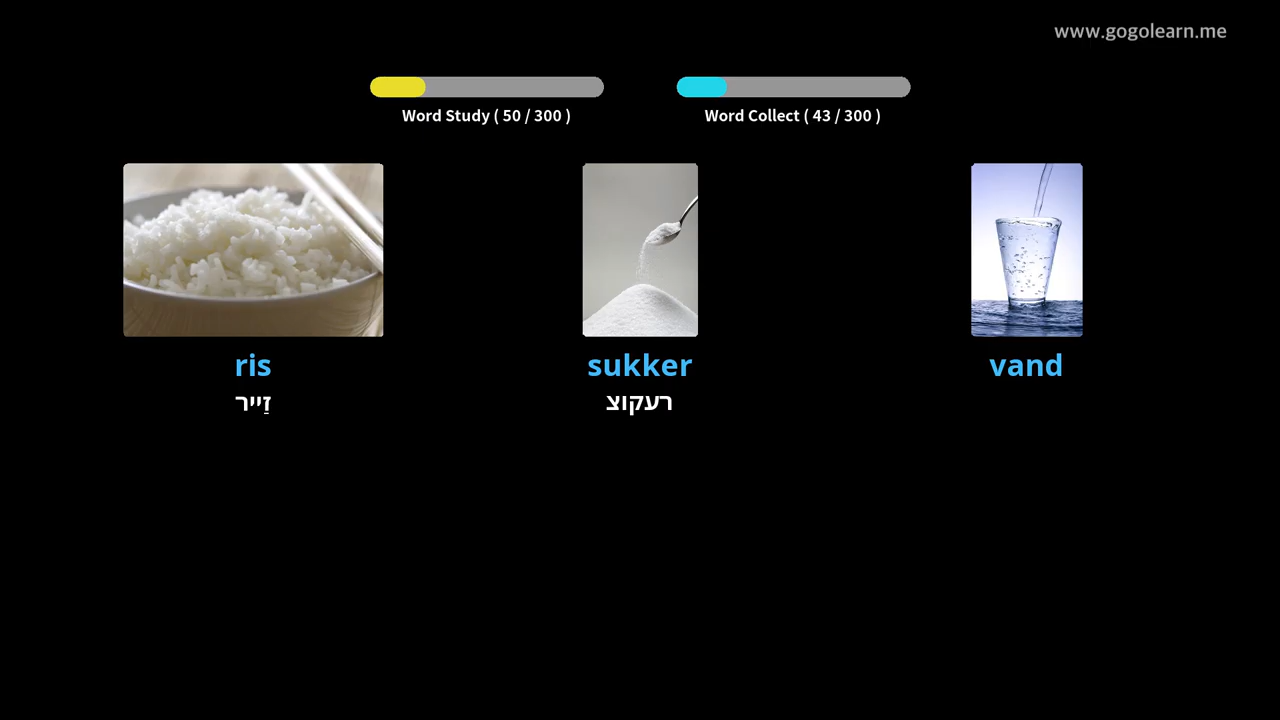 www.gogolearn.me
Word Study ( 50 / 300 )
Word Collect ( 43 / 300 )
ris
sukker
vand
זַייר
רעקוצ